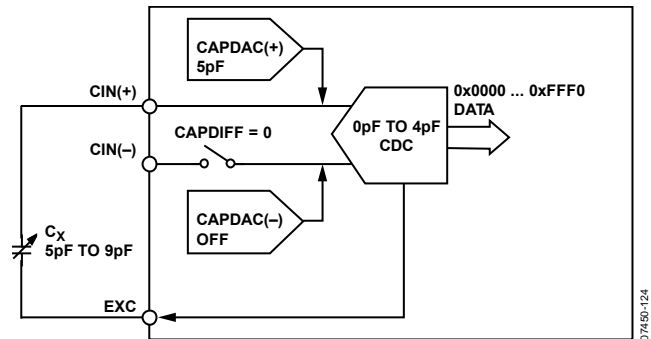 CAPDAC(+)
5pF
CIN(+)
0x0000 ... 0xFFF0
DATA
CAPDIFF = 0
0pF TO 4pF
CDC
CIN(–)
CAPDAC(–)
OFF
CX
5pF TO 9pF
EXC
07450-124